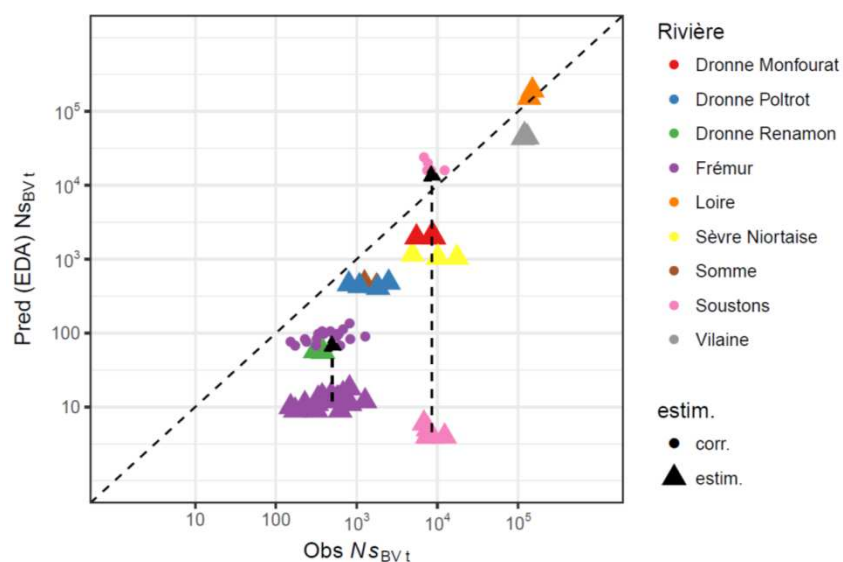 Pred (EDA) NsBV t
10⁵
10⁴
10³
100
10
10
100
10³
10⁴
10⁵
Obs NsBV t
Rivière
Dronne Monfourat
Dronne Poltrot
Dronne Renamon
Frémur
Loire
Sèvre Niortaise
Somme
Soustons
Vilaine
estim.
corr.
estim.